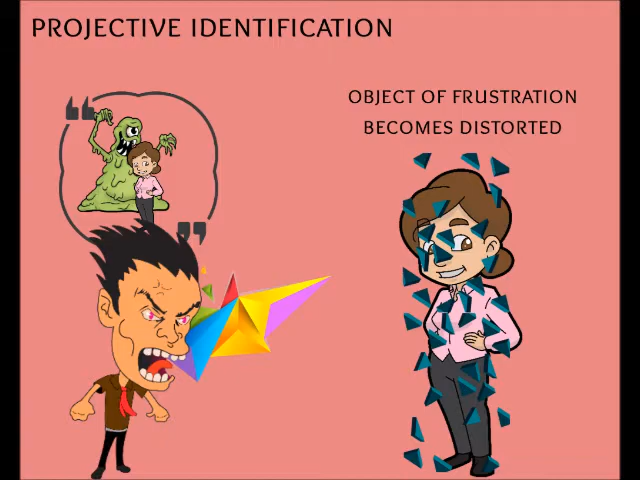 PROJECTIVE IDENTIFICATION
OBJECT OF FRUSTRATION
BECOMES DISTORTED